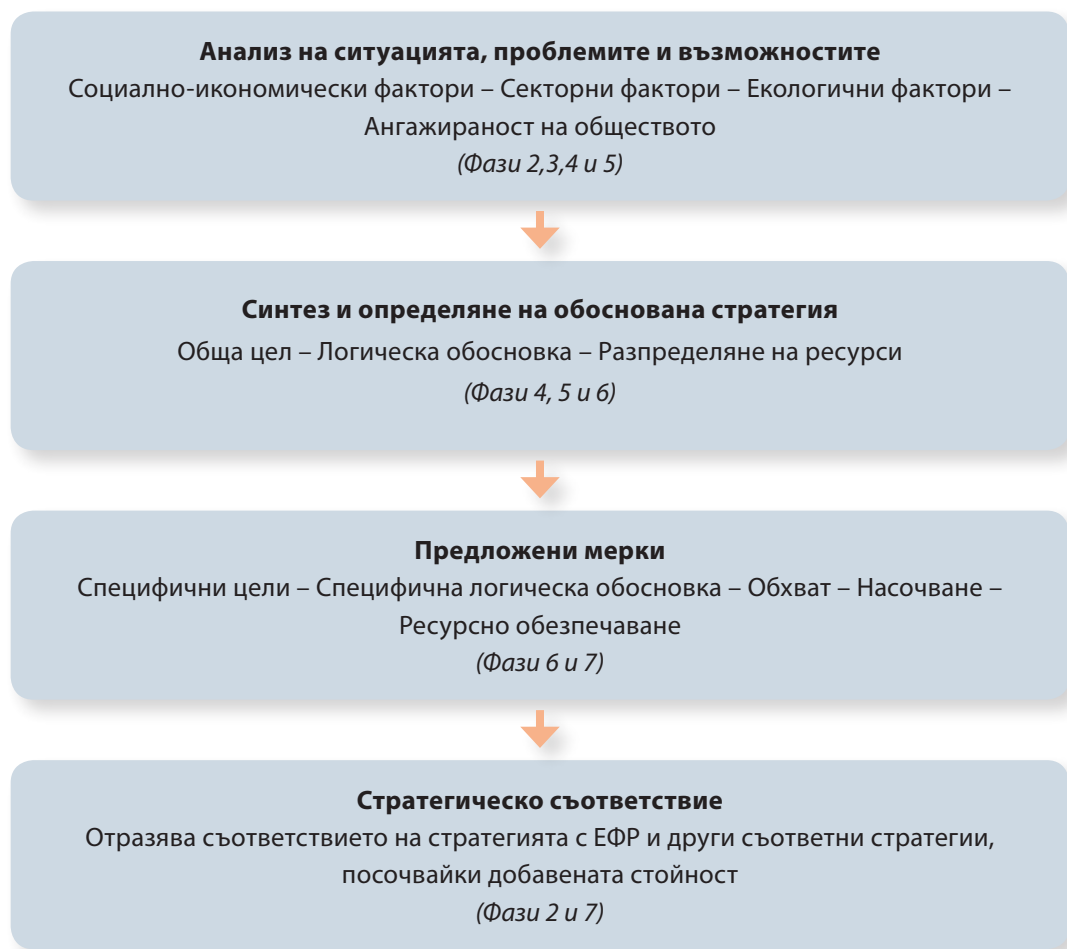 Анализ на ситуацията, проблемите и възможностите
Социално-икономически фактори – Секторни фактори – Екологични фактори –
Ангажираност на обществото
(Фази 2,3,4 и 5)
Синтез и определяне на обоснована стратегия
Обща цел – Логическа обосновка – Разпределяне на ресурси
(Фази 4, 5 и 6)
Предложени мерки
Специфични цели – Специфична логическа обосновка – Обхват – Насочване –
Ресурсно обезпечаване
(Фази 6 и 7)
Стратегическо съответствие
Отразява съответствието на стратегията с ЕФР и други съответни стратегии,
посочвайки добавената стойност
(Фази 2 и 7)